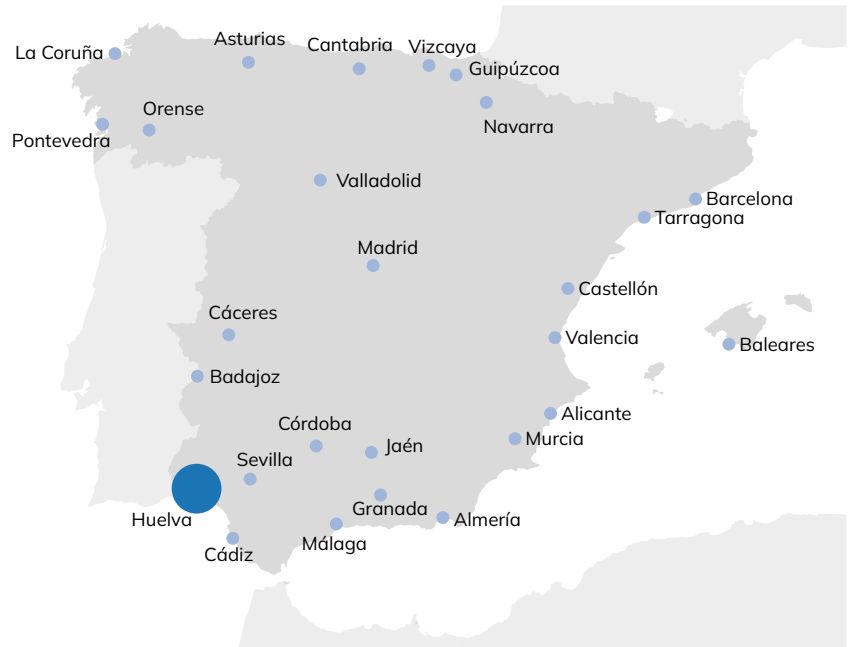 Asturias
Cantabria
Vizcaya
La Coruña
Guipúzcoa
Orense
Navarra
Pontevedra
Valladolid
Barcelona
Tarragona
Madrid
Castellón
Cáceres
Valencia
Baleares
Badajoz
Alicante
Córdoba
Murcia
Jaén
Sevilla
Granada
Huelva
Almería
Málaga
Cádiz